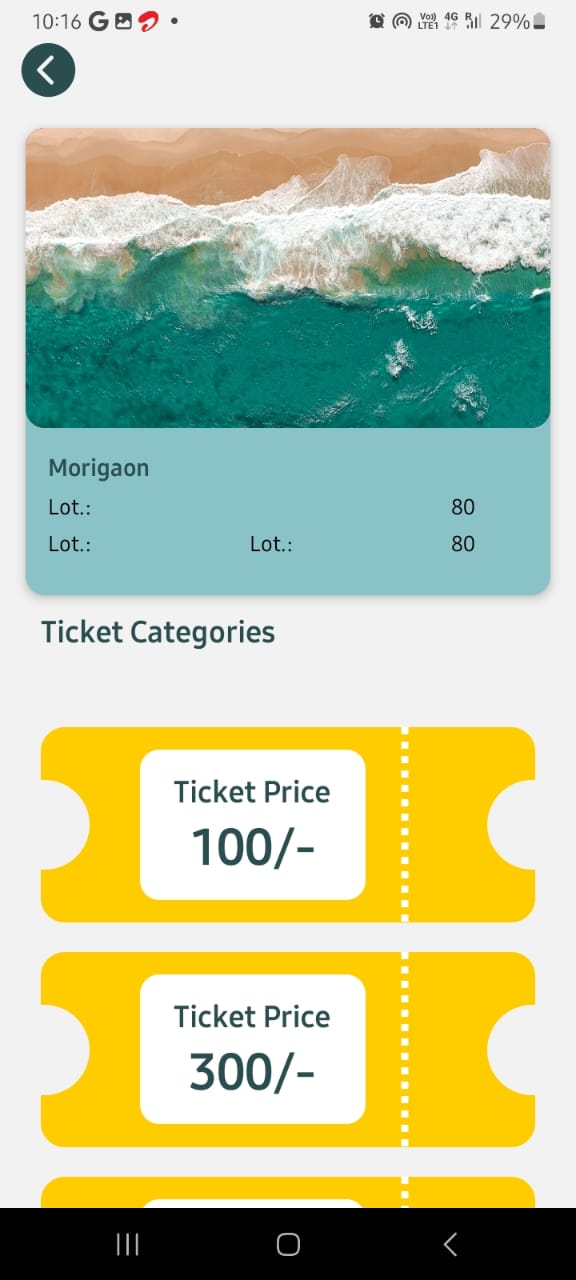 10:16 G Vo)) LTE1 4G R 29%
Morigaon
Lot.: 80
Lot.: Lot.: 80
Ticket Categories
Ticket Price
100/-
Ticket Price
300/-